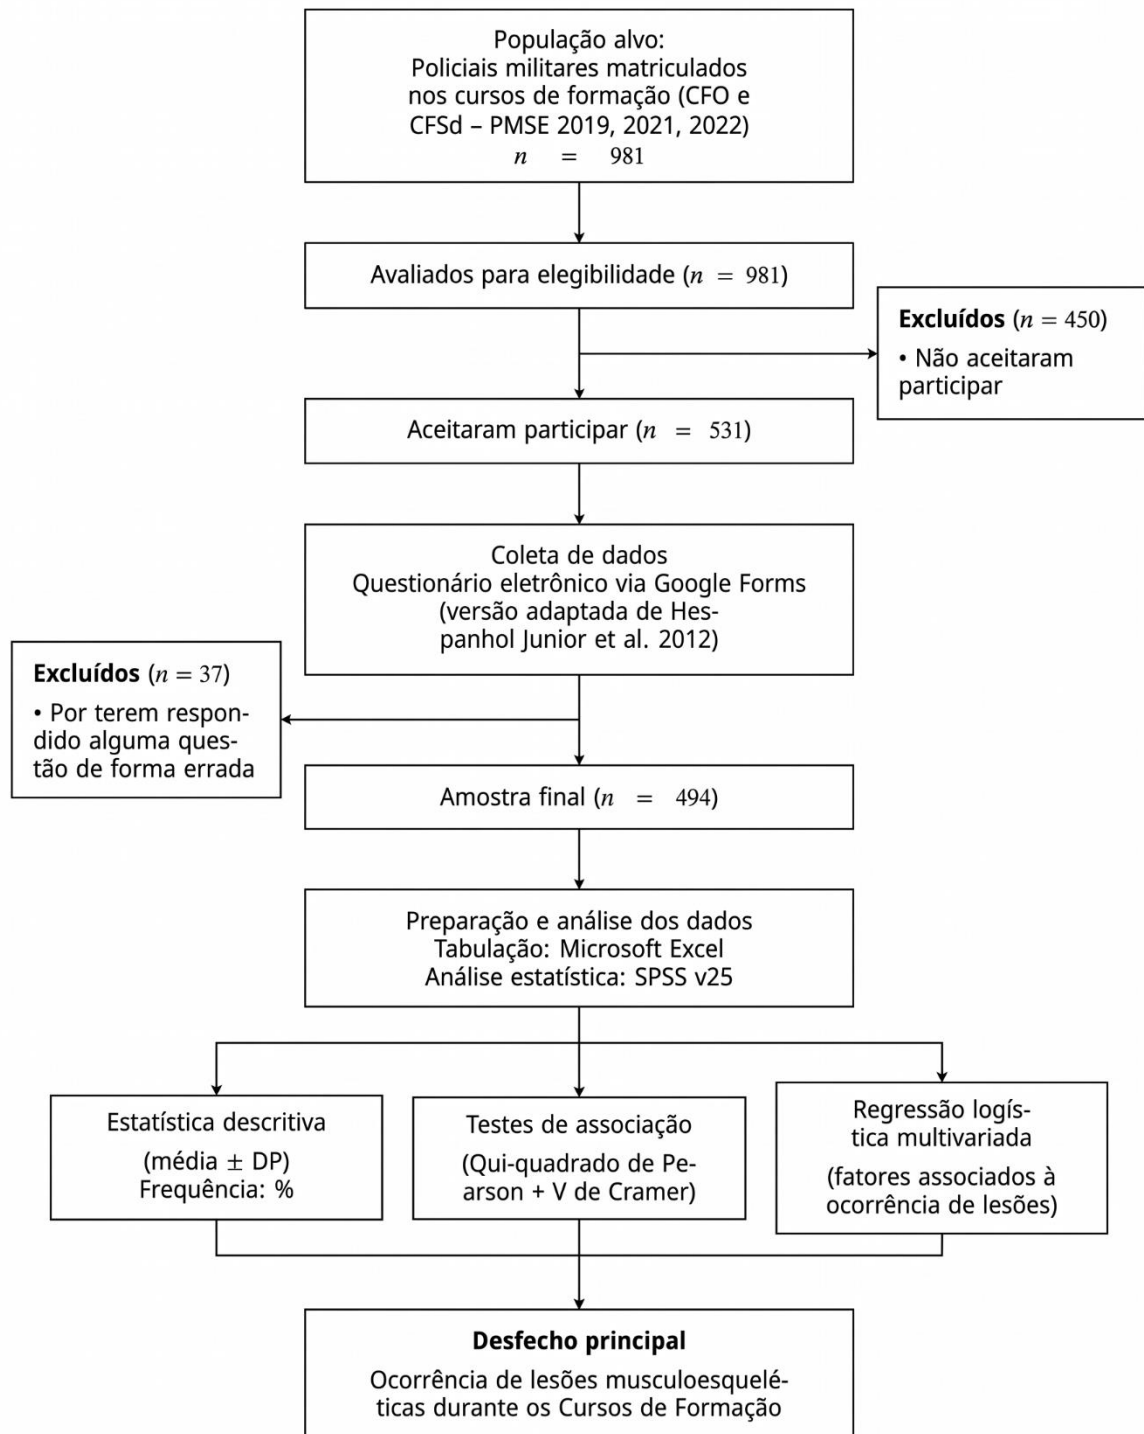 População alvo:
Policiais militares matriculados
nos cursos de formação (CFO e
CFSd – PMSE 2019, 2021, 2022)
n = 981
Avaliados para elegibilidade (n = 981)
Excluídos (n = 450)
• Não aceitaram
participar
Aceitaram participar (n = 531)
Coleta de dados
Questionário eletrônico via Google Forms
(versão adaptada de Hes-
panhol Junior et al. 2012)
Excluídos (n = 37)
• Por terem respon-
dido alguma ques-
tão de forma errada
Amostra final (n = 494)
Preparação e análise dos dados
Tabulação: Microsoft Excel
Análise estatística: SPSS v25
Estatística descritiva
(média ± DP)
Frequência: %
Testes de associação
(Qui-quadrado de Pe-
arson + V de Cramer)
Regressão logís-
tica multivariada
(fatores associados à
ocorrência de lesões)
Desfecho principal
Ocorrência de lesões musculoesquelé-
ticas durante os Cursos de Formação